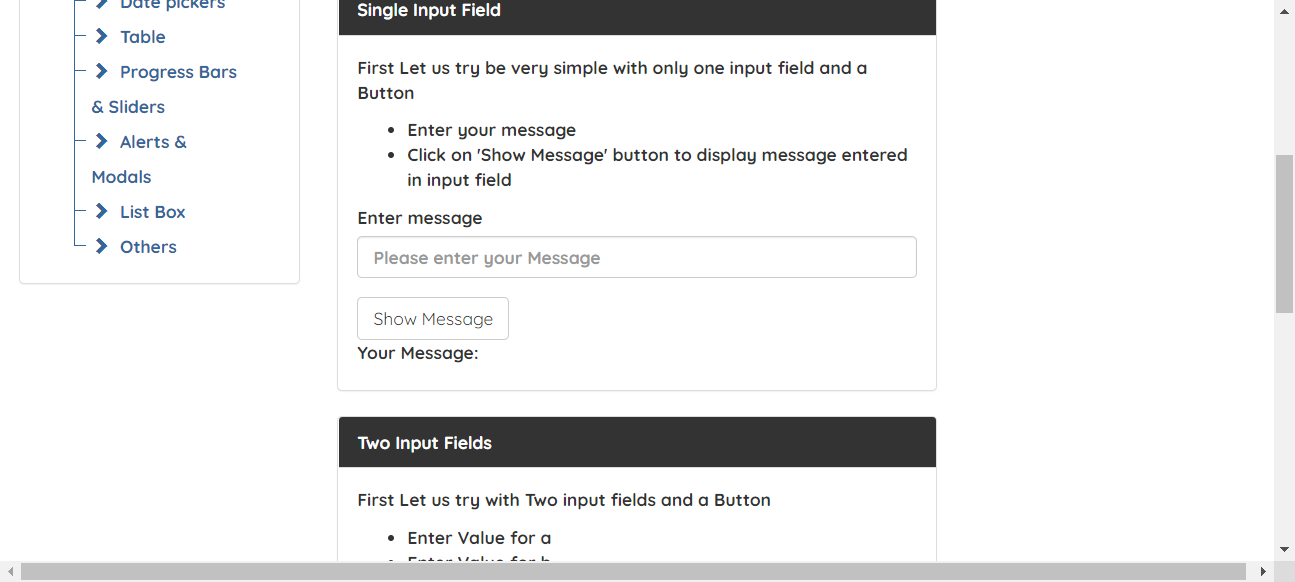 Date pickers
Table
Progress Bars
& Sliders
Alerts &
Modals
List Box
Others
Single Input Field
First Let us try be very simple with only one input field and a
Button
Enter your message
Click on 'Show Message' button to display message entered
in input field
Enter message
Please enter your Message
Show Message
Your Message:
Two Input Fields
First Let us try with Two input fields and a Button
Enter Value for a
Enter Value for b